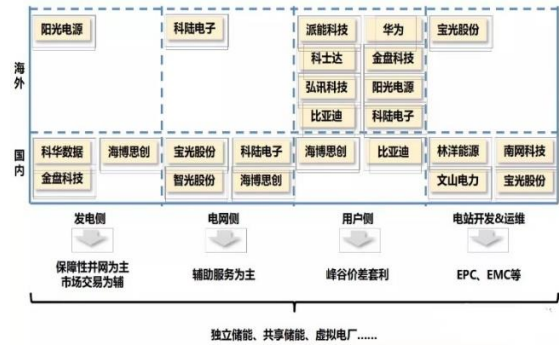 海外
阳光电源
科陆电子
派能科技
华为
宝光股份
科士达
金盘科技
弘讯科技
阳光电源
比亚迪
科陆电子
国内
科华数据
海博思创
宝光股份
科陆电子
海博思创
比亚迪
林洋能源
南网科技
金盘科技
智光股份
海博思创
文山电力
宝光股份
发电侧
电网侧
用户侧
电站开发&运维
保障性并网为主
市场交易为辅
辅助服务为主
峰谷价差套利
EPC、EMC等
独立储能、共享储能、虚拟电厂......